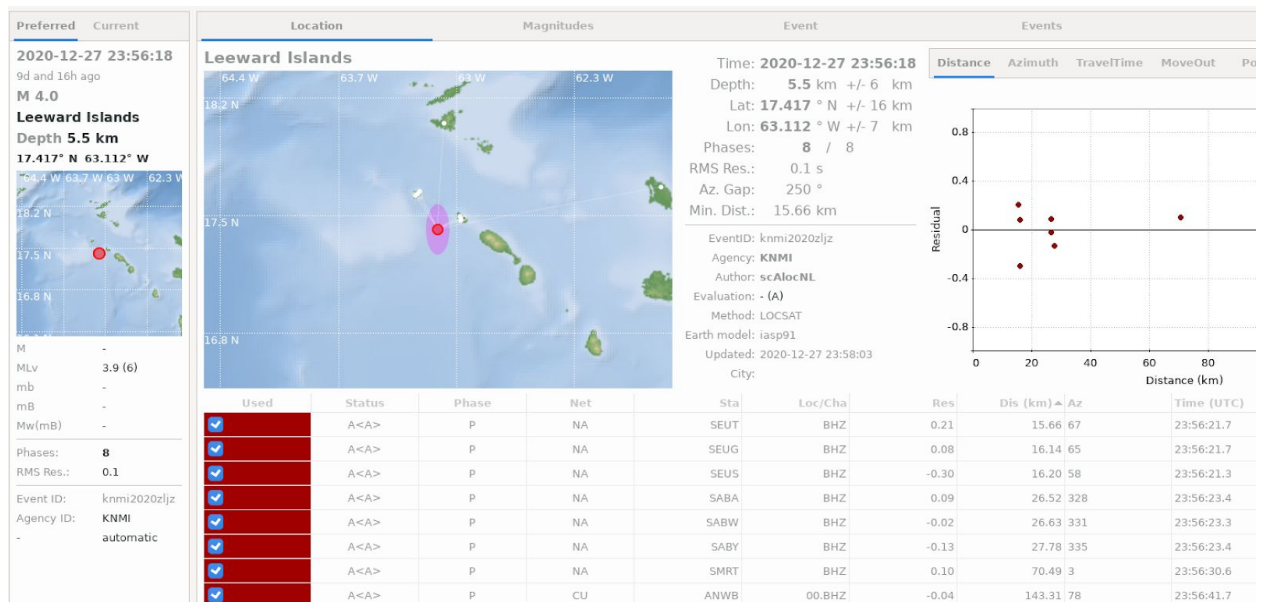 Preferred Current
2020-12-27 23:56:18
9d and 16h ago
M 4.0
Leeward Islands
Depth 5.5 km
17.417° N 63.112° W
64.4 W 63.7 W 63 W 62.3 W
18.2 N
17.5 N
16.8 N
M -
MLv 3.9 (6)
mb -
mB -
Mw(mB) -
Phases: 8
RMS Res.: 0.1
Event ID: knmi2020zljz
Agency ID: KNMI
- automatic
Location Magnitudes Event Events
Leeward Islands
64.4 W 63.7 W 63 W 62.3 W
18.2 N
17.5 N
16.8 N
Time: 2020-12-27 23:56:18
Depth: 5.5 km +/- 6 km
Lat: 17.417 ° N +/- 16 km
Lon: 63.112 ° W +/- 7 km
Phases: 8 / 8
RMS Res.: 0.1 s
Az. Gap: 250 °
Min. Dist.: 15.66 km
EventID: knmi2020zljz
Agency: KNMI
Author: scAlocNL
Evaluation: - (A)
Method: LOCSAT
Earth model: iasp91
Updated: 2020-12-27 23:58:03
City:
Distance Azimuth TravelTime MoveOut Po
0.8
0.4
0
-0.4
-0.8
Residual
0 20 40 60 80
Distance (km)
Used Status Phase Net Sta Loc/Cha Res Dis (km) Az Time (UTC)
A<A> P NA SEUT BHZ 0.21 15.66 67 23:56:21.7
A<A> P NA SEUG BHZ 0.08 16.14 65 23:56:21.7
A<A> P NA SEUS BHZ -0.30 16.20 58 23:56:21.3
A<A> P NA SABA BHZ 0.09 26.52 328 23:56:23.4
A<A> P NA SABW BHZ -0.02 26.63 331 23:56:23.3
A<A> P NA SABY BHZ -0.13 27.78 335 23:56:23.4
A<A> P NA SMRT BHZ 0.10 70.49 3 23:56:30.6
A<A> P CU ANWB 00.BHZ -0.04 143.31 78 23:56:41.7